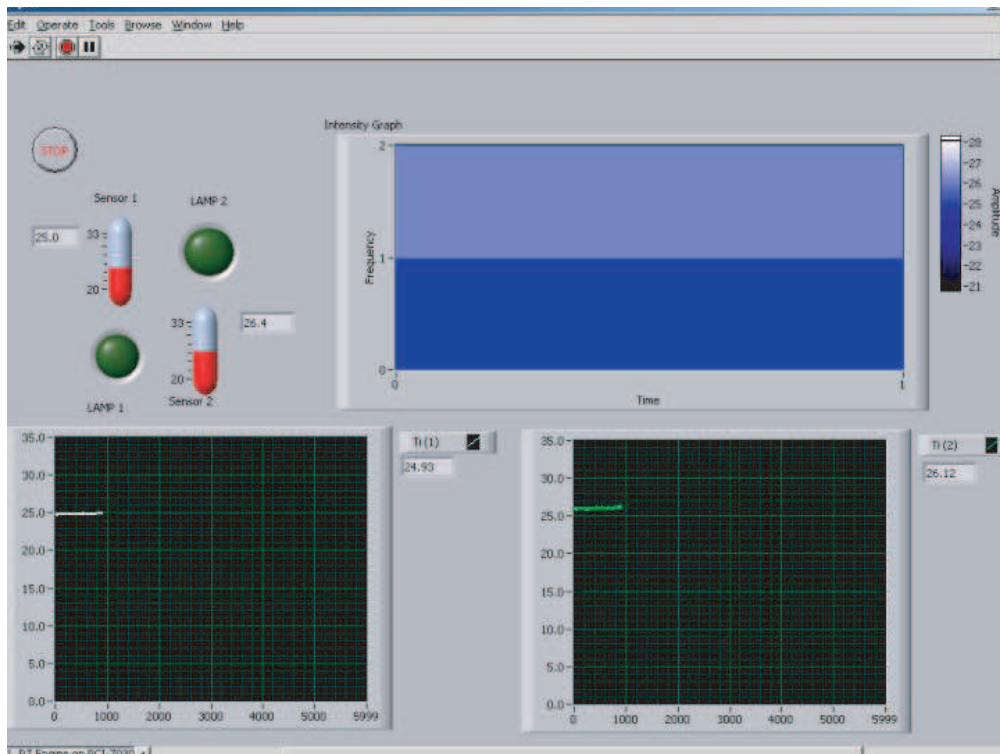 Edit Operate Tools Browse Window Help
STOP
Sensor 1
LAMP 2
25.0
33
20
33
20
26.4
LAMP 1
Sensor 2
Intensity Graph
2
1
0
Frequency
0
1
Time
28
27
26
25
24
23
22
21
Amplitude
35.0
30.0
25.0
20.0
15.0
10.0
5.0
0.0
0 1000 2000 3000 4000 5000 5999
Ti (1)
24.93
35.0
30.0
25.0
20.0
15.0
10.0
5.0
0.0
0 1000 2000 3000 4000 5000 5999
Ti (2)
26.12
RT Engine on PCI-7030